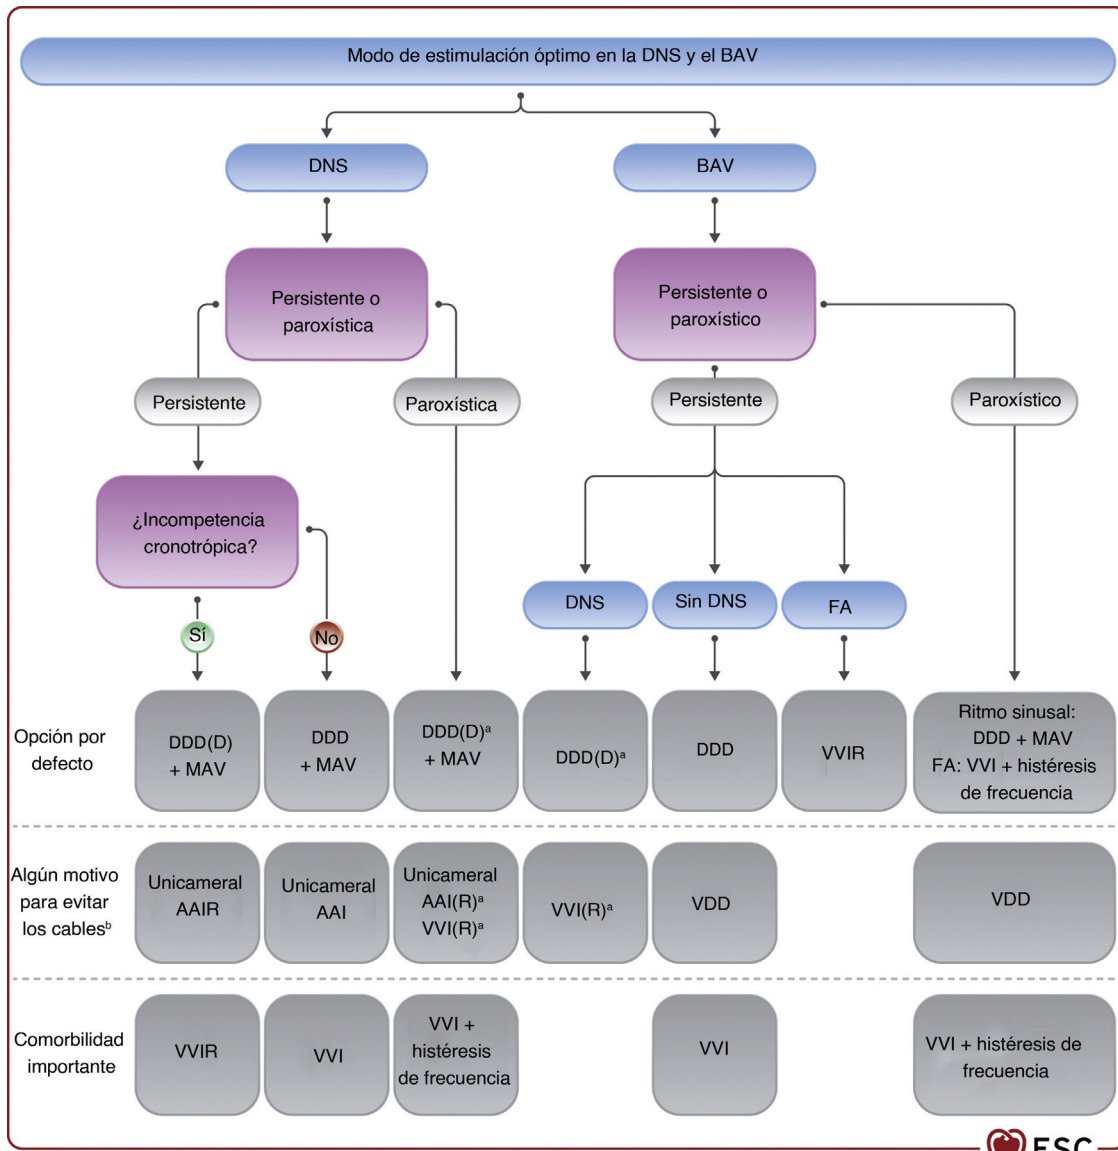 Modo de estimulación óptimo en la DNS y el BAV
DNS
BAV
Persistente o
paroxística
Persistente o
paroxístico
Persistente
Paroxística
Persistente
Paroxístico
¿Incompetencia
cronotrópica?
DNS
Sin DNS
FA
Sí
No
Opción por
defecto
DDD(D)
+ MAV
DDD
+ MAV
DDD(D)ª
+ MAV
DDD(D)ª
DDD
VVIR
Ritmo sinusal:
DDD + MAV
FA: VVI + histéresis
de frecuencia
Algún motivo
para evitar
los cablesᵇ
Unicameral
AAIR
Unicameral
AAI
Unicameral
AAI(R)ª
VVI(R)ª
VVI(R)ª
VDD
VDD
Comorbilidad
importante
VVIR
VVI
VVI +
histéresis
de frecuencia
VVI
VVI + histéresis de
frecuencia
ESC